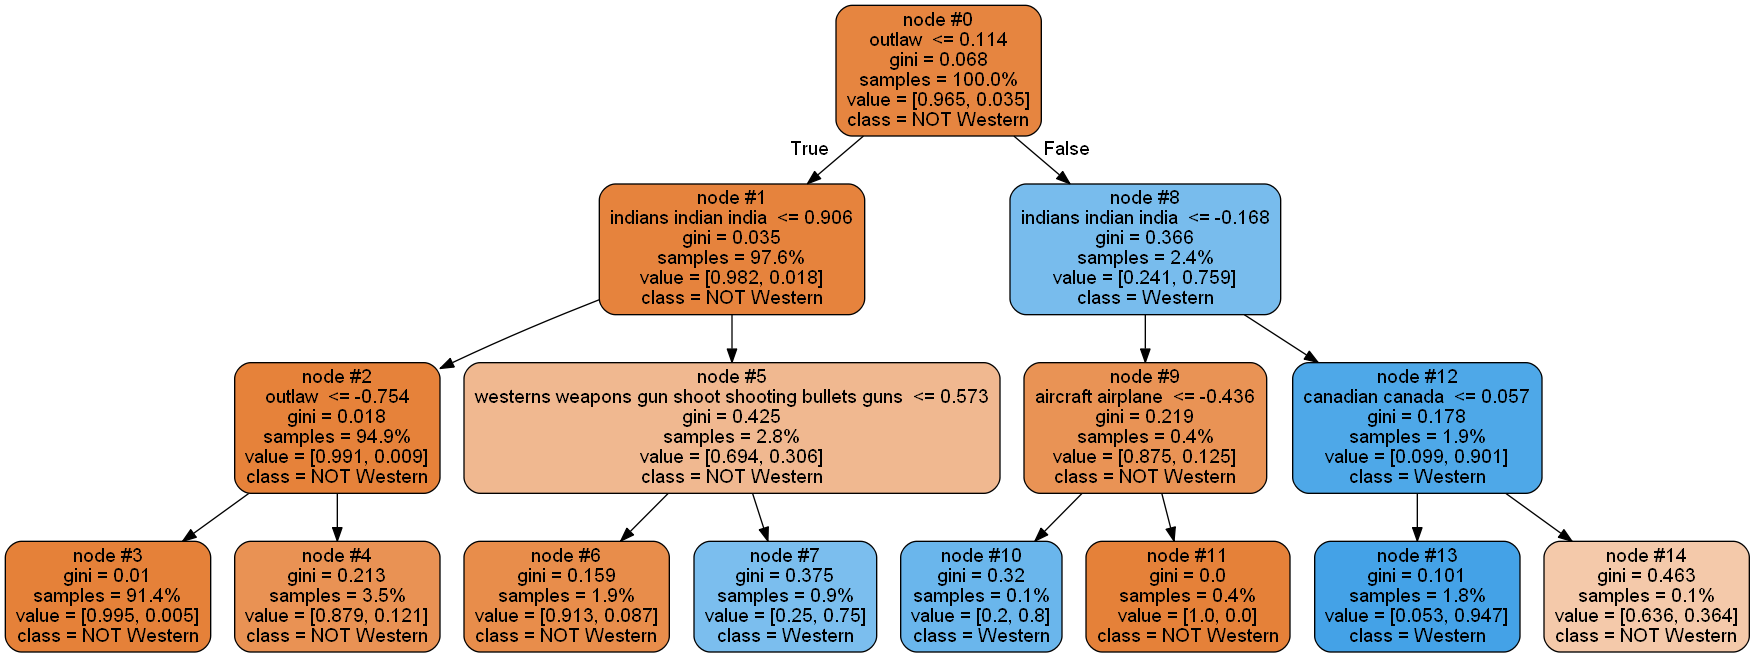 node #0
outlaw <= 0.114
gini = 0.068
samples = 100.0%
value = [0.965, 0.035]
class = NOT Western
True
False
node #1
indians indian india <= 0.906
gini = 0.035
samples = 97.6%
value = [0.982, 0.018]
class = NOT Western
node #8
indians indian india <= -0.168
gini = 0.366
samples = 2.4%
value = [0.241, 0.759]
class = Western
node #2
outlaw <= -0.754
gini = 0.018
samples = 94.9%
value = [0.991, 0.009]
class = NOT Western
node #5
westerns weapons gun shoot shooting bullets guns <= 0.573
gini = 0.425
samples = 2.8%
value = [0.694, 0.306]
class = NOT Western
node #9
aircraft airplane <= -0.436
gini = 0.219
samples = 0.4%
value = [0.875, 0.125]
class = NOT Western
node #12
canadian canada <= 0.057
gini = 0.178
samples = 1.9%
value = [0.099, 0.901]
class = Western
node #3
gini = 0.01
samples = 91.4%
value = [0.995, 0.005]
class = NOT Western
node #4
gini = 0.213
samples = 3.5%
value = [0.879, 0.121]
class = NOT Western
node #6
gini = 0.159
samples = 1.9%
value = [0.913, 0.087]
class = NOT Western
node #7
gini = 0.375
samples = 0.9%
value = [0.25, 0.75]
class = Western
node #10
gini = 0.32
samples = 0.1%
value = [0.2, 0.8]
class = Western
node #11
gini = 0.0
samples = 0.4%
value = [1.0, 0.0]
class = NOT Western
node #13
gini = 0.101
samples = 1.8%
value = [0.053, 0.947]
class = Western
node #14
gini = 0.463
samples = 0.1%
value = [0.636, 0.364]
class = NOT Western